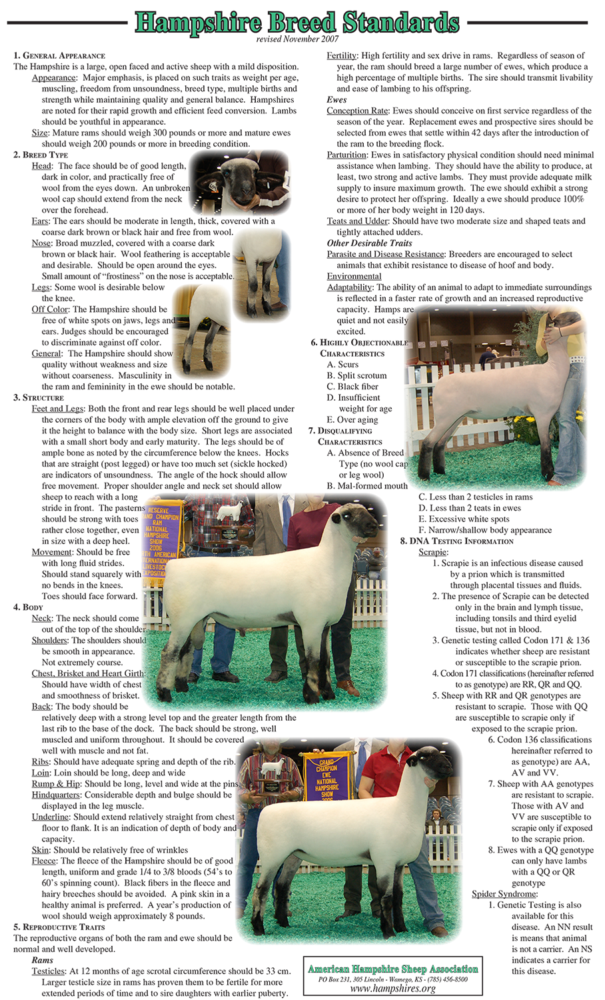 Hampshire Breed Standards
revised November 2007
1. General Appearance
The Hampshire is a large, open faced and active sheep with a mild disposition.
Appearance: Major emphasis, is placed on such traits as weight per age,
muscling, freedom from unsoundness, breed type, multiple births and
strength while maintaining quality and general balance. Hampshires
are noted for their rapid growth and efficient feed conversion. Lambs
should be youthful in appearance.
Size: Mature rams should weigh 300 pounds or more and mature ewes
should weigh 200 pounds or more in breeding condition.
2. Breed Type
Head: The face should be of good length,
dark in color, and practically free of
wool from the eyes down. An unbroken
wool cap should extend from the neck
over the forehead.
Ears: The ears should be moderate in length, thick, covered with a
coarse dark brown or black hair and free from wool.
Nose: Broad muzzled, covered with a coarse dark
brown or black hair. Wool feathering is acceptable
and desirable. Should be open around the eyes.
Small amount of “frostiness” on the nose is acceptable.
Legs: Some wool is desirable below
the knee.
Off Color: The Hampshire should be
free of white spots on jaws, legs and
ears. Judges should be encouraged
to discriminate against off color.
General: The Hampshire should show
quality without weakness and size
without coarseness. Masculinity in
the ram and femininity in the ewe should be notable.
3. Structure
Feet and Legs: Both the front and rear legs should be well placed under
the corners of the body with ample elevation off the ground to give
it the height to balance with the body size. Short legs are associated
with a small short body and early maturity. The legs should be of
ample bone as noted by the circumference below the knees. Hocks
that are straight (post legged) or have too much set (sickle hocked)
are indicators of unsoundness. The angle of the hock should allow
free movement. Proper shoulder angle and neck set should allow
sheep to reach with a long
stride in front. The pasterns
should be strong with toes
rather close together, even
in size with a deep heel.
Movement: Should be free
with long fluid strides.
Should stand squarely with
no bends in the knees.
Toes should face forward.
4. Body
Neck: The neck should come
out of the top of the shoulder.
Shoulders: The shoulders should
be smooth in appearance.
Not extremely course.
Chest, Brisket and Heart Girth:
Should have width of chest
and smoothness of brisket.
Back: The body should be
relatively deep with a strong level top and the greater length from the
last rib to the base of the dock. The back should be strong, well
muscled and uniform throughout. It should be covered
well with muscle and not fat.
Ribs: Should have adequate spring and depth of the rib.
Loin: Loin should be long, deep and wide
Rump & Hip: Should be long, level and wide at the pins.
Hindquarters: Considerable depth and bulge should be
displayed in the leg muscle.
Underline: Should extend relatively straight from chest
floor to flank. It is an indication of depth of body and
capacity.
Skin: Should be relatively free of wrinkles
Fleece: The fleece of the Hampshire should be of good
length, uniform and grade 1/4 to 3/8 bloods (54’s to
60’s spinning count). Black fibers in the fleece and
hairy breeches should be avoided. A pink skin in a
healthy animal is preferred. A year’s production of
wool should weigh approximately 8 pounds.
5. Reproductive Traits
The reproductive organs of both the ram and ewe should be
normal and well developed.
Rams
Testicles: At 12 months of age scrotal circumference should be 33 cm.
Larger testicle size in rams has proven them to be fertile for more
extended periods of time and to sire daughters with earlier puberty.
Fertility: High fertility and sex drive in rams. Regardless of season of
year, the ram should breed a large number of ewes, which produce a
high percentage of multiple births. The sire should transmit livability
and ease of lambing to his offspring.
Ewes
Conception Rate: Ewes should conceive on first service regardless of the
season of the year. Replacement ewes and prospective sires should be
selected from ewes that settle within 42 days after the introduction of
the ram to the breeding flock.
Parturition: Ewes in satisfactory physical condition should need minimal
assistance when lambing. They should have the ability to produce, at
least, two strong and active lambs. They must provide adequate milk
supply to insure maximum growth. The ewe should exhibit a strong
desire to protect her offspring. Ideally a ewe should produce 100%
or more of her body weight in 120 days.
Teats and Udder: Should have two moderate size and shaped teats and
tightly attached udders.
Other Desirable Traits
Parasite and Disease Resistance: Breeders are encouraged to select
animals that exhibit resistance to disease of hoof and body.
Environmental
Adaptability: The ability of an animal to adapt to immediate surroundings
is reflected in a faster rate of growth and an increased reproductive
capacity. Hamps are
quiet and not easily
excited.
6. Highly Objectionable
Characteristics
A. Scurs
B. Split scrotum
C. Black fiber
D. Insufficient
weight for age
E. Over aging
7. Disqualifying
Characteristics
A. Absence of Breed
Type (no wool cap
or leg wool)
B. Mal-formed mouth
C. Less than 2 testicles in rams
D. Less than 2 teats in ewes
E. Excessive white spots
F. Narrow/shallow body appearance
8. DNA Testing Information
Scrapie:
1. Scrapie is an infectious disease caused
by a prion which is transmitted
through placental tissues and fluids.
2. The presence of Scrapie can be detected
only in the brain and lymph tissue,
including tonsils and third eyelid
tissue, but not in blood.
3. Genetic testing called Codon 171 & 136
indicates whether sheep are resistant
or susceptible to the scrapie prion.
4. Codon 171 classifications (hereinafter referred
to as genotype) are RR, QR and QQ.
5. Sheep with RR and QR genotypes are
resistant to scrapie. Those with QQ
are susceptible to scrapie only if
exposed to the scrapie prion.
6. Codon 136 classifications
hereinafter referred to
as genotype) are AA,
AV and VV.
7. Sheep with AA genotypes
are resistant to scrapie.
Those with AV and
VV are susceptible to
scrapie only if exposed
to the scrapie prion.
8. Ewes with a QQ genotype
can only have lambs
with a QQ or QR
genotype
Spider Syndrome:
1. Genetic Testing is also
available for this
disease. An NN result
is means that animal
is not a carrier. An NS
indicates a carrier for
this disease.
RESERVE
ND CHAMPION
RAM
NATIONAL
HAMPSHIRE
SHOW
2006
TH AMERICAN
TERNATIONAL
LIVESTOCK
XPOSITION
GRAND
CHAMPION
EWE
NATIONAL
HAMPSHIRE
SHOW
2006
American Hampshire Sheep Association
PO Box 231, 305 Lincoln - Wamego, KS - (785) 456-8500
www.hampshires.org